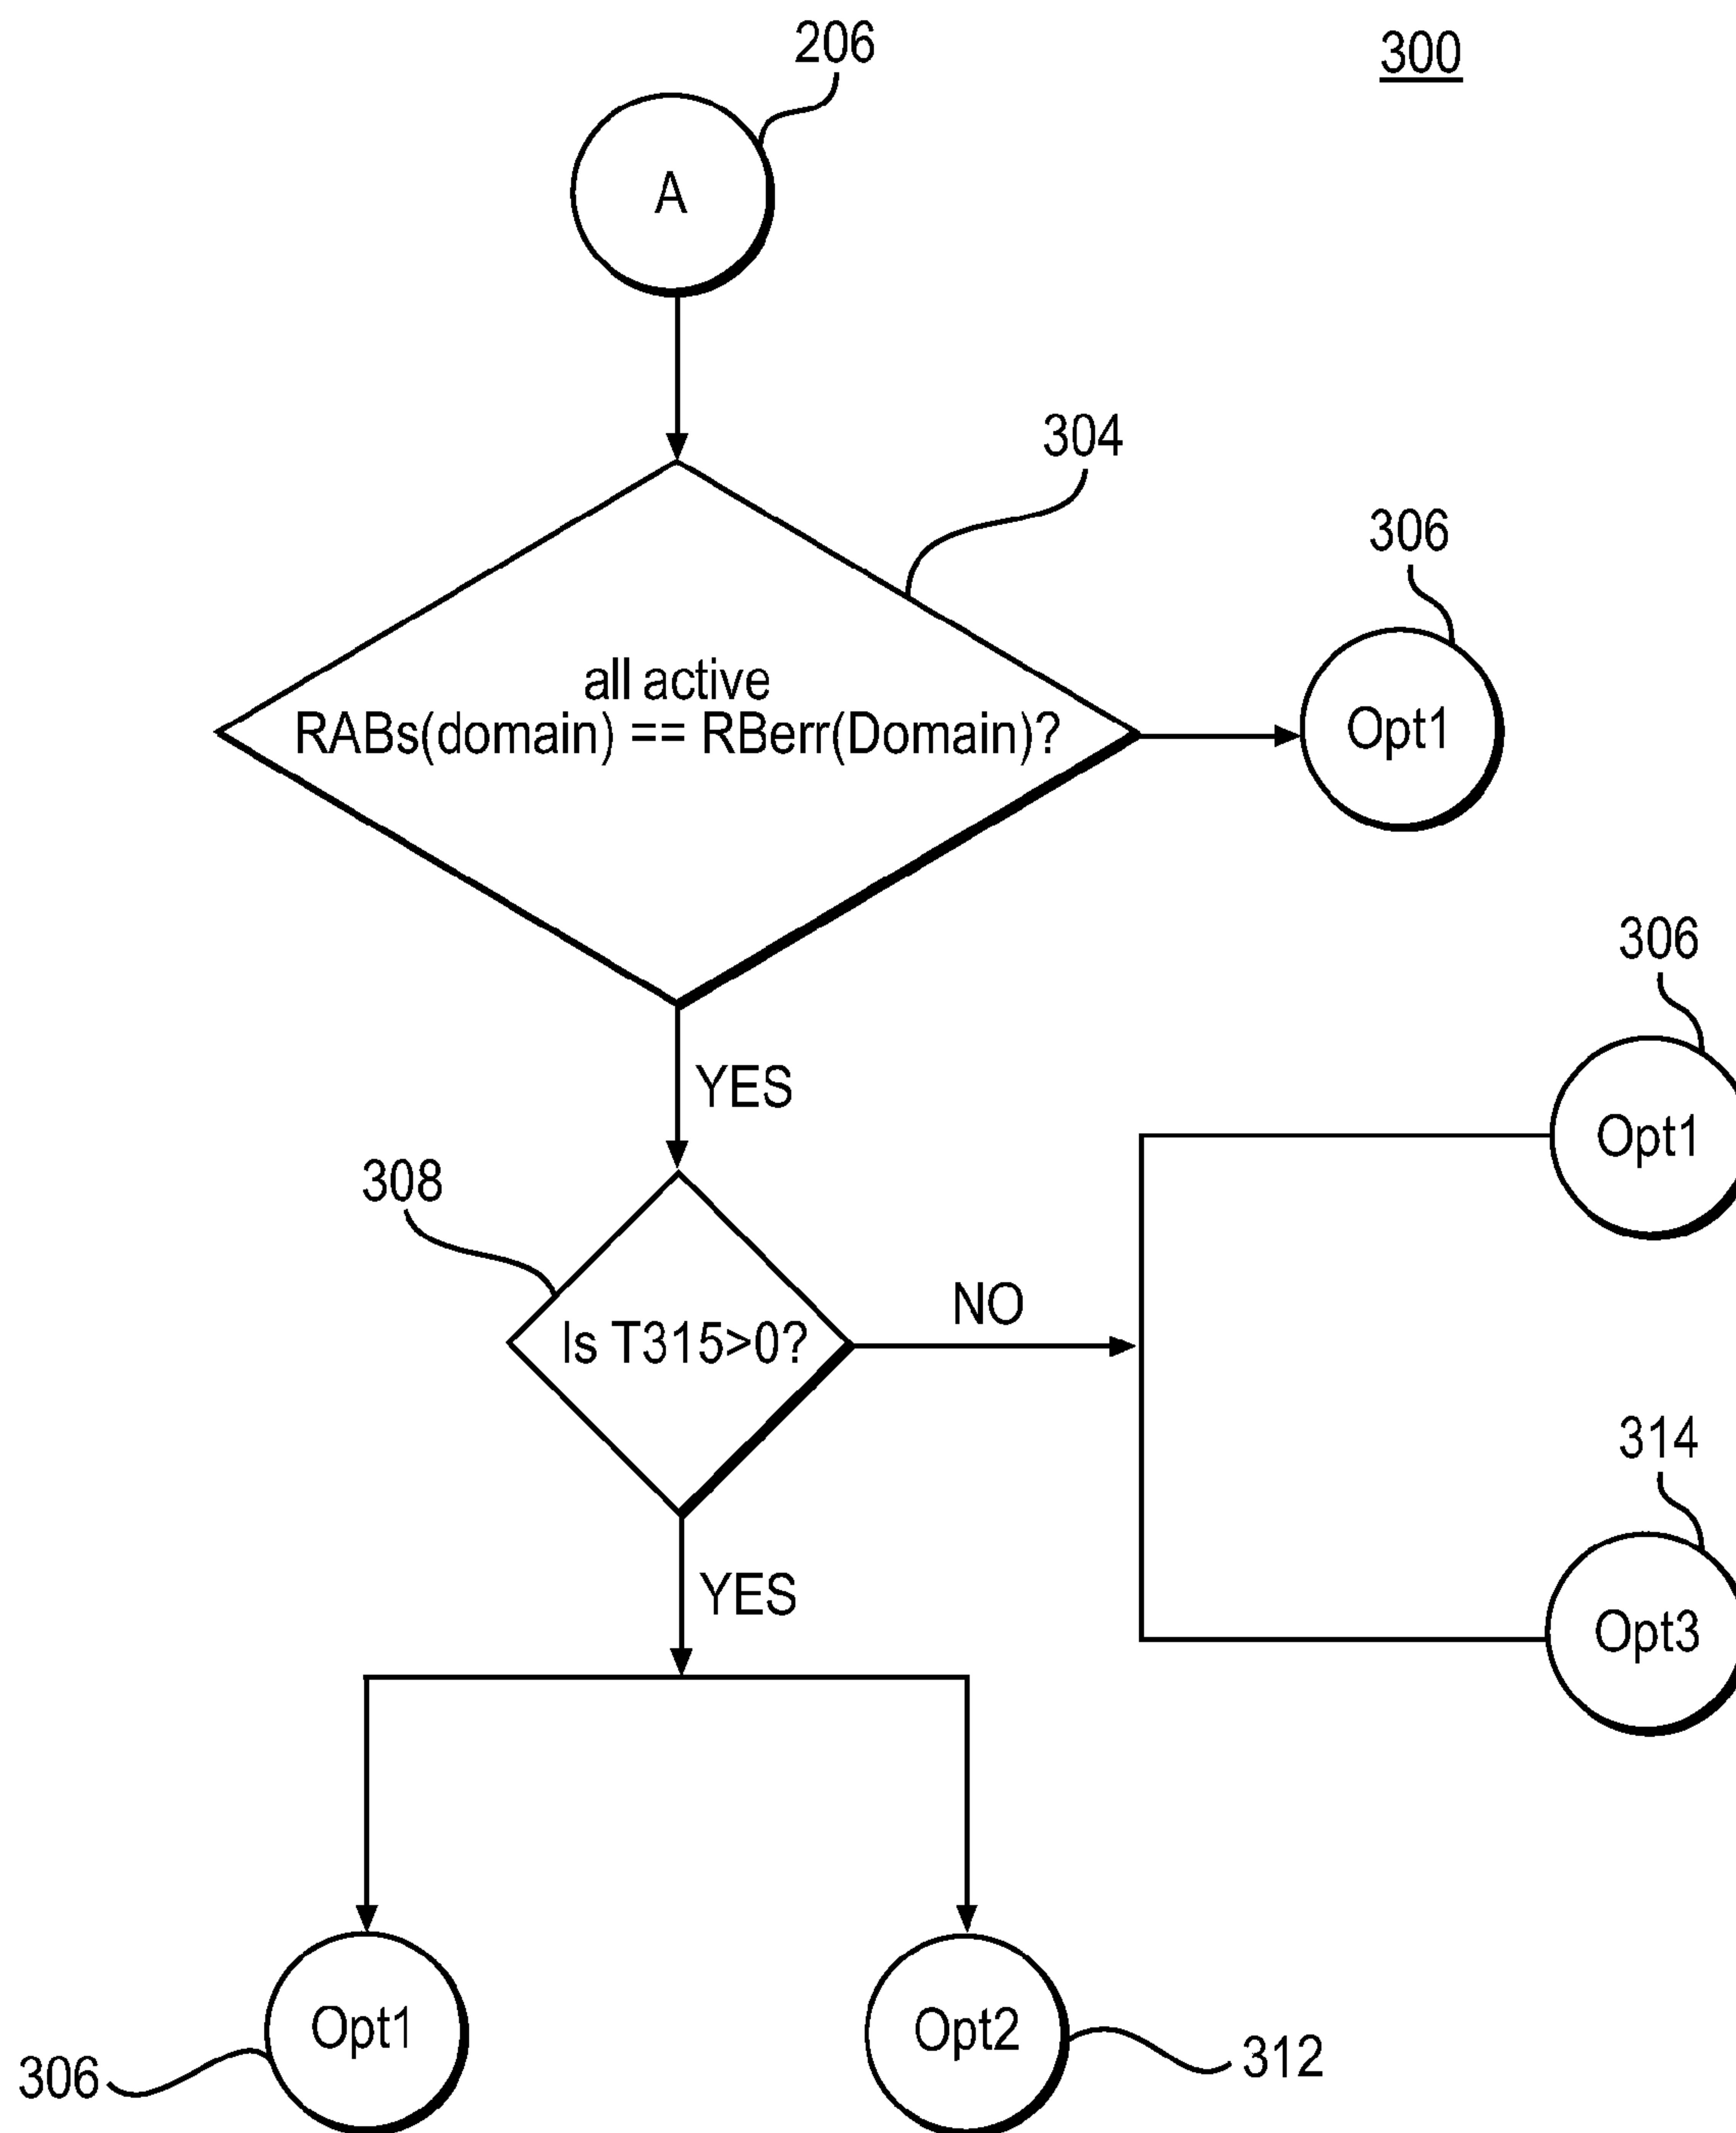 206
300
A
304
306
all active
RABs(domain) == RBerr(Domain)?
Opt1
306
YES
Opt1
308
NO
Is T315>0?
314
YES
Opt3
Opt1
Opt2
306
312